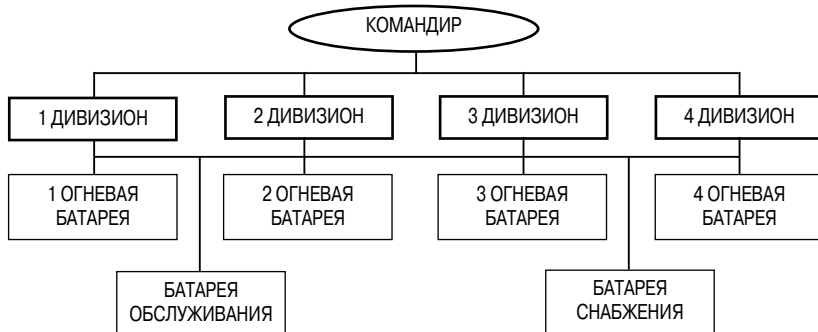 КОМАНДИР
1 ДИВИЗИОН
2 ДИВИЗИОН
3 ДИВИЗИОН
4 ДИВИЗИОН
1 ОГНЕВАЯ
БАТАРЕЯ
2 ОГНЕВАЯ
БАТАРЕЯ
3 ОГНЕВАЯ
БАТАРЕЯ
4 ОГНЕВАЯ
БАТАРЕЯ
БАТАРЕЯ
ОБСЛУЖИВАНИЯ
БАТАРЕЯ
СНАБЖЕНИЯ